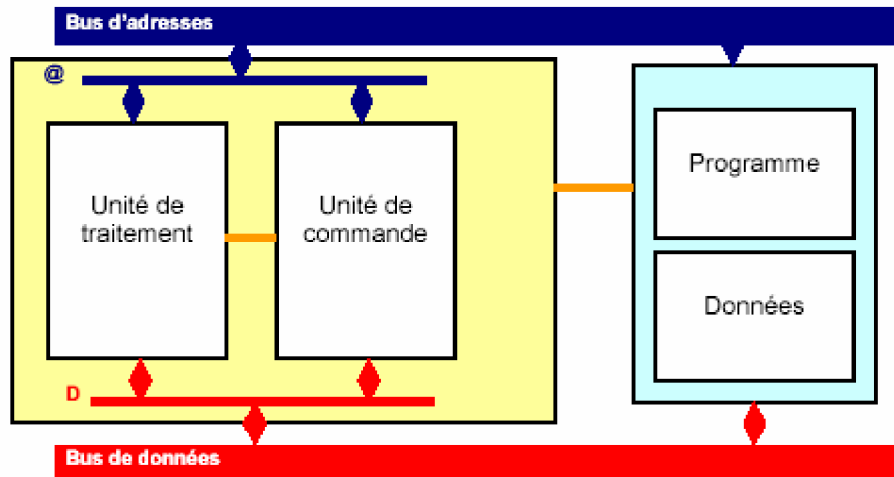 Bus d'adresses
@
Unité de
traitement
Unité de
commande
Programme
Données
D
Bus de données